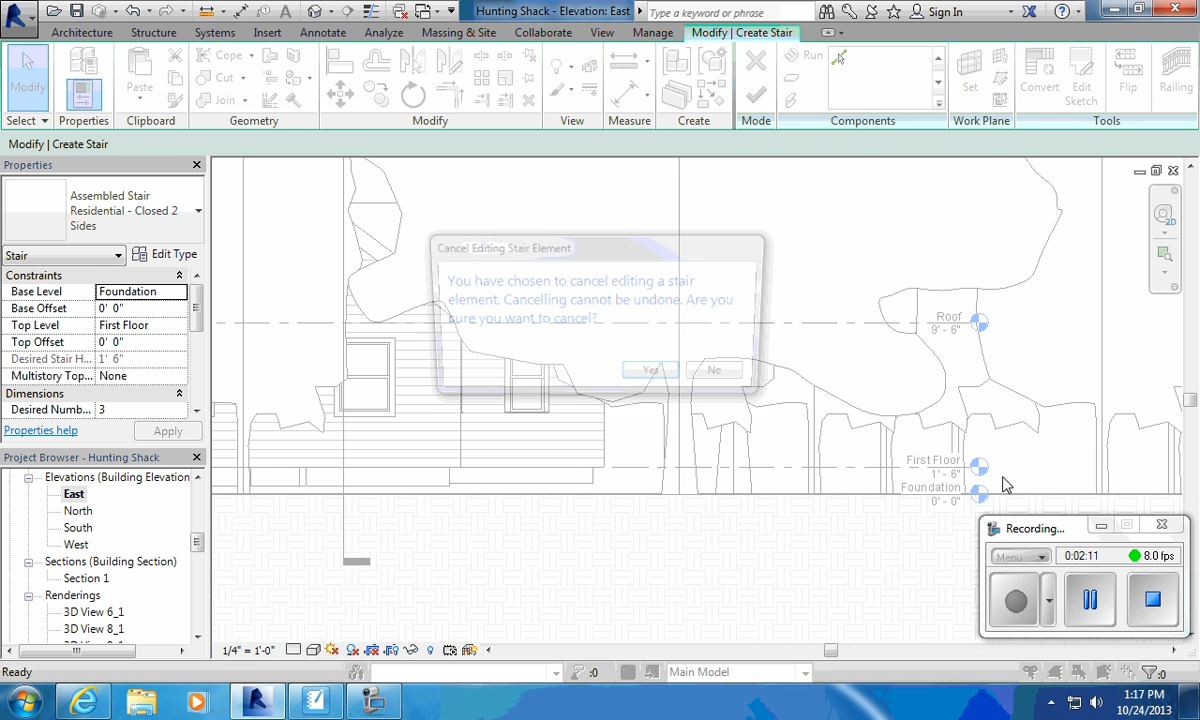 Hunting Shack - Elevation: East
Type a keyword or phrase
Sign In
Architecture
Structure
Systems
Insert
Annotate
Analyze
Massing & Site
Collaborate
View
Manage
Modify | Create Stair
Modify
Paste
Cope
Cut
Join
Run
Set
Convert
Edit
Sketch
Flip
Railing
Select
Properties
Clipboard
Geometry
Modify
View
Measure
Create
Mode
Components
Work Plane
Tools
Modify | Create Stair
Properties
Assembled Stair
Residential - Closed 2
Sides
Stair
Edit Type
Constraints
Base Level Foundation
Base Offset 0' 0"
Top Level First Floor
Top Offset 0' 0"
Desired Stair H... 1' 6"
Multistory Top... None
Dimensions
Desired Numb... 3
Properties help
Apply
Project Browser - Hunting Shack
Elevations (Building Elevation
East
North
South
West
Sections (Building Section)
Section 1
Renderings
3D View 6_1
3D View 8_1
Cancel Editing Stair Element
You have chosen to cancel editing a stair
element. Cancelling cannot be undone. Are you
sure you want to cancel?
Yes
No
Roof
9' - 6"
First Floor
1' - 6"
Foundation
0' - 0"
2D
Recording...
Menu
0:02:11
8.0 fps
1/4" = 1'-0"
Ready
:0
Main Model
:0
1:17 PM
10/24/2013